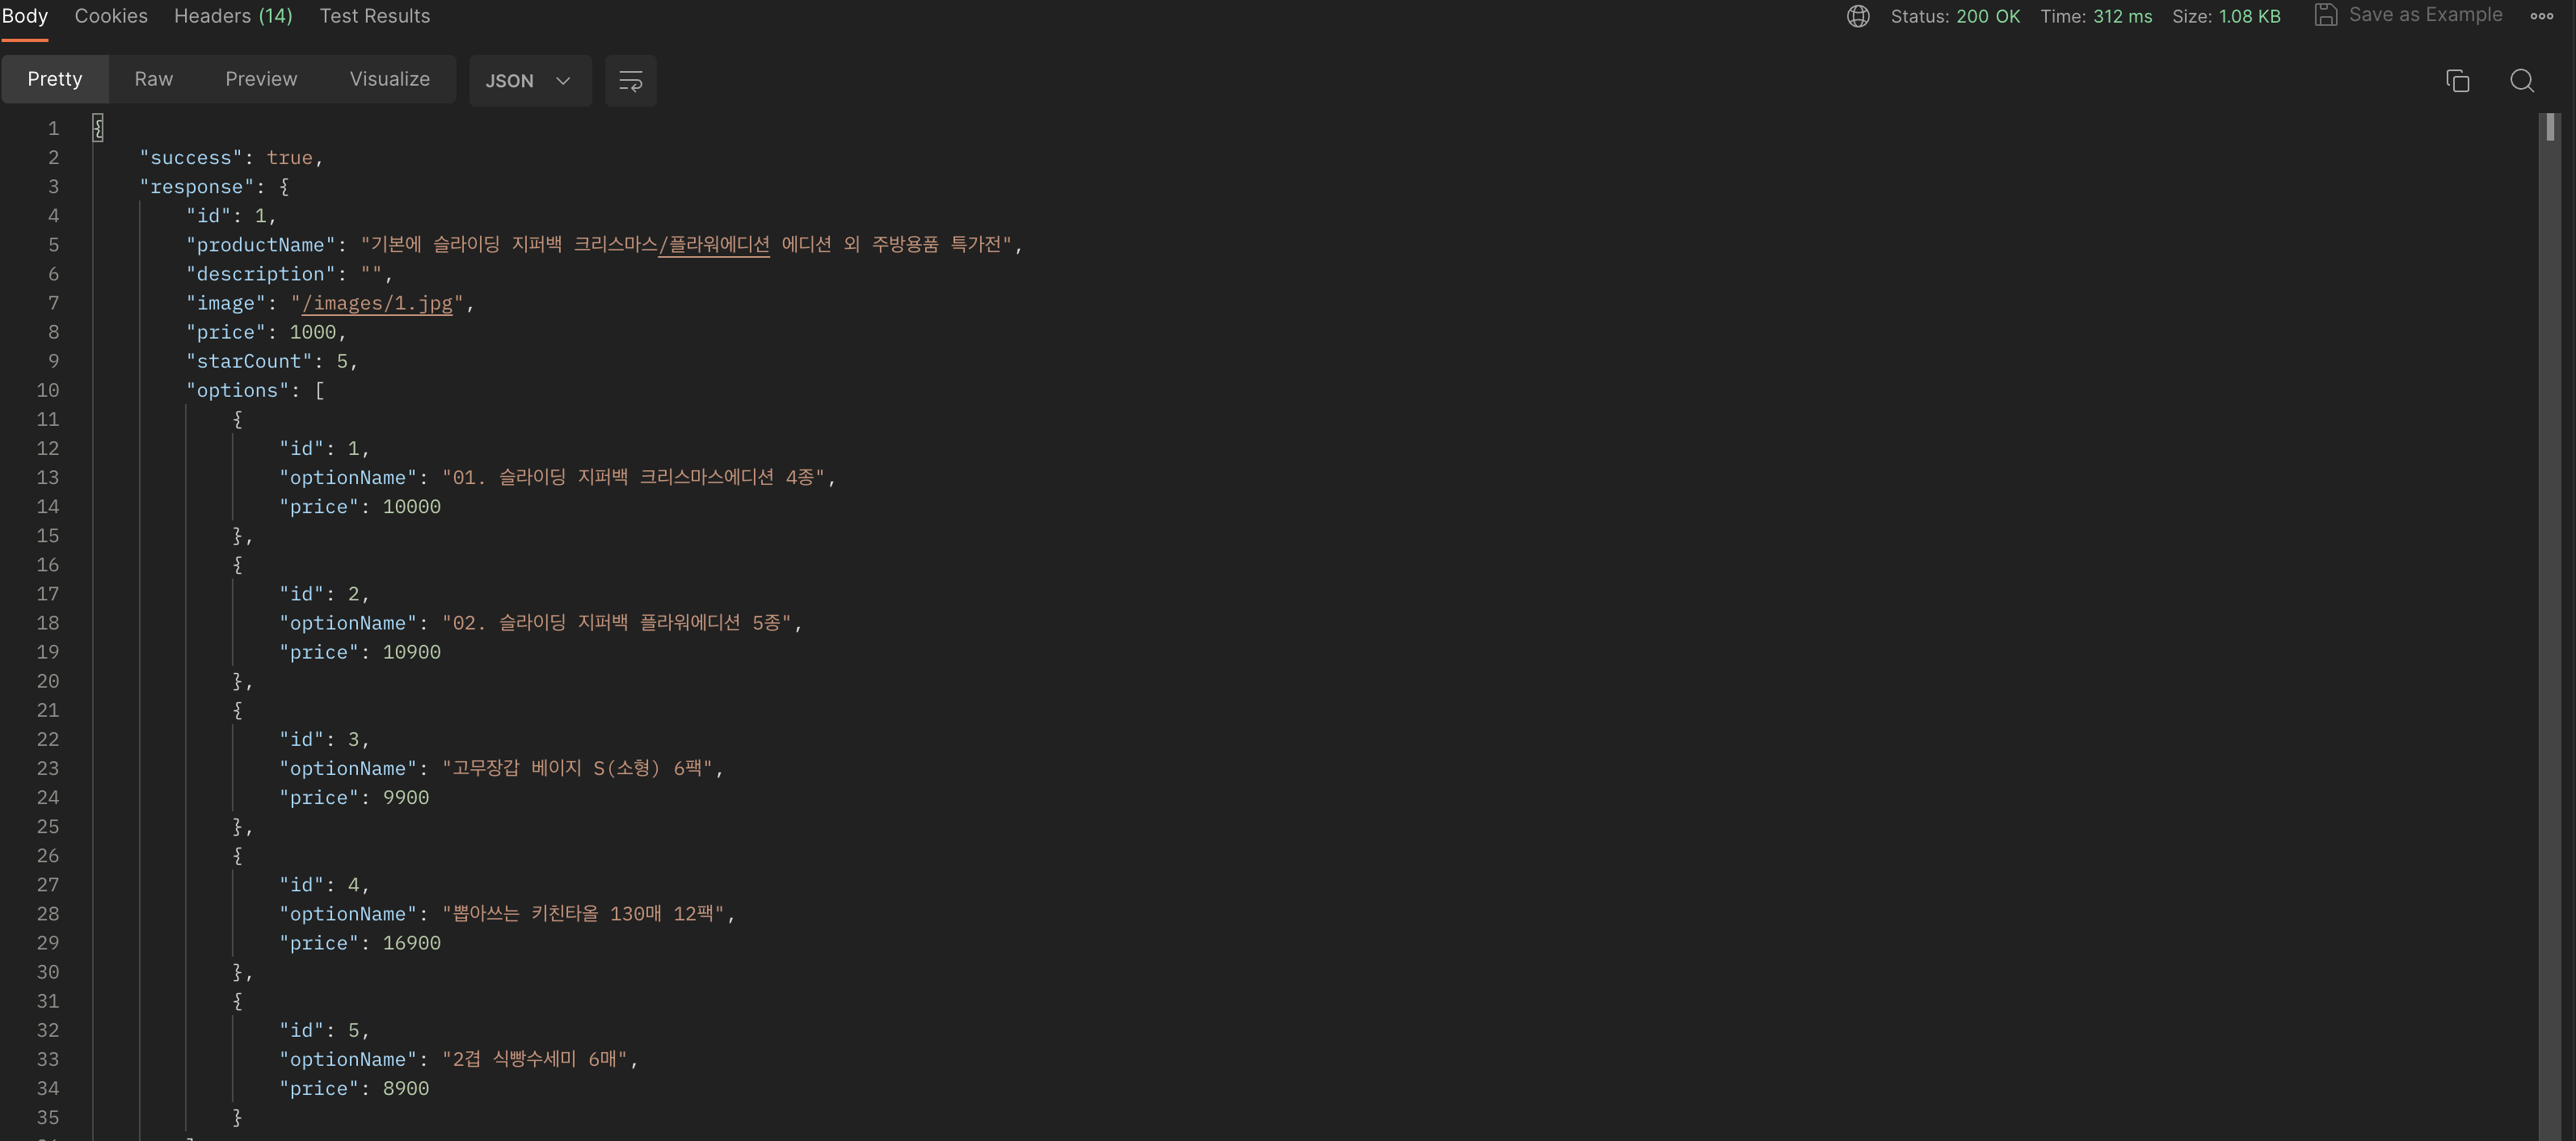 Body Cookies Headers (14) Test Results Status: 200 OK Time: 312 ms Size: 1.08 KB Save as Example
Pretty Raw Preview Visualize JSON
1 {
2 "success": true,
3 "response": {
4 "id": 1,
5 "productName": "기본에 슬라이딩 지퍼백 크리스마스/플라워에디션 에디션 외 주방용품 특가전",
6 "description": "",
7 "image": "/images/1.jpg",
8 "price": 1000,
9 "starCount": 5,
10 "options": [
11 {
12 "id": 1,
13 "optionName": "01. 슬라이딩 지퍼백 크리스마스에디션 4종",
14 "price": 10000
15 },
16 {
17 "id": 2,
18 "optionName": "02. 슬라이딩 지퍼백 플라워에디션 5종",
19 "price": 10900
20 },
21 {
22 "id": 3,
23 "optionName": "고무장갑 베이지 S(소형) 6팩",
24 "price": 9900
25 },
26 {
27 "id": 4,
28 "optionName": "뽑아쓰는 키친타올 130매 12팩",
29 "price": 16900
30 },
31 {
32 "id": 5,
33 "optionName": "2겹 식빵수세미 6매",
34 "price": 8900
35 }